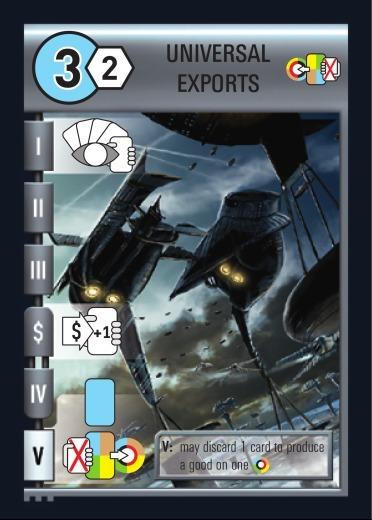 3
2
UNIVERSAL
EXPORTS
I
II
III
$
$
+1
IV
V
V: may discard 1 card to produce
a good on one